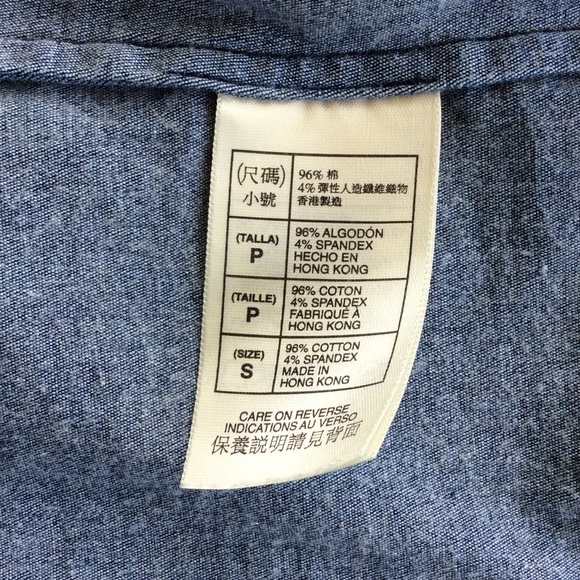 (尺碼)
小號
96% 棉
4% 彈性人造纖維織物
香港製造
(TALLA)
P
96% ALGODÓN
4% SPANDEX
HECHO EN
HONG KONG
(TAILLE)
P
96% COTON
4% SPANDEX
FABRIQUÉ À
HONG KONG
(SIZE)
S
96% COTTON
4% SPANDEX
MADE IN
HONG KONG
CARE ON REVERSE
INDICATIONS AU VERSO
保養説明請見背面